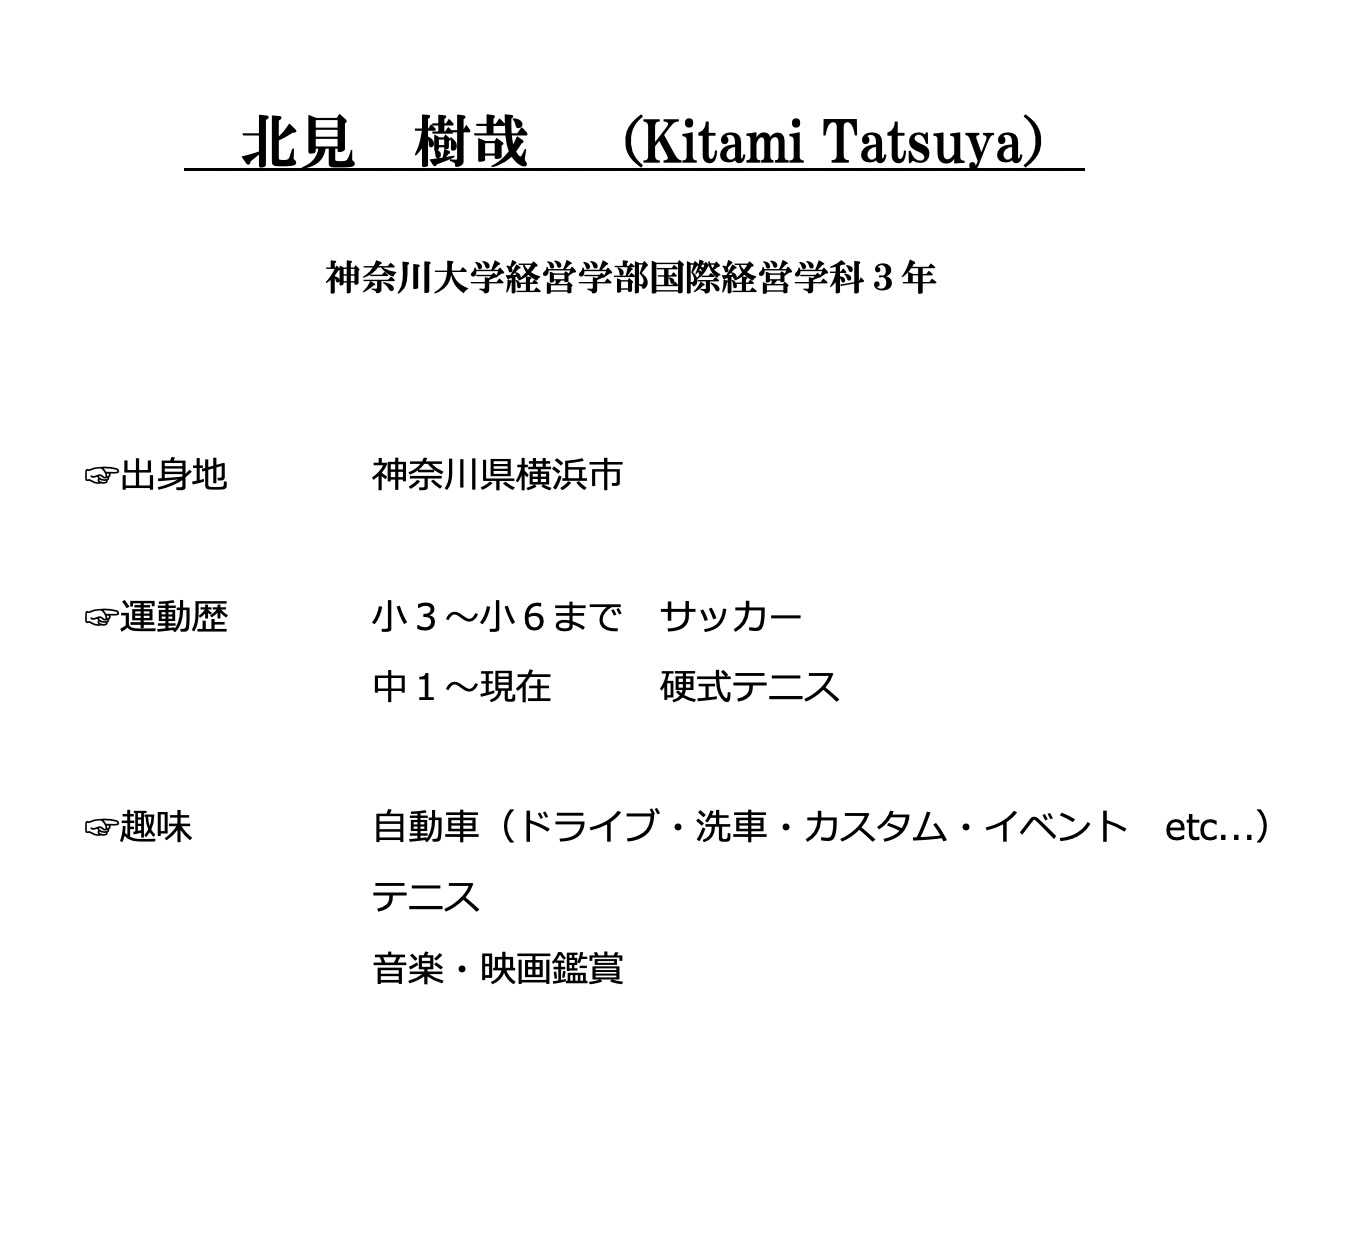 北見　樹哉　（Kitami Tatsuya）
神奈川大学経営学部国際経営学科３年
☞出身地　神奈川県横浜市
☞運動歴　小３～小６まで　サッカー
中１～現在　硬式テニス
☞趣味　自動車（ドライブ・洗車・カスタム・イベント　etc…）
テニス
音楽・映画鑑賞